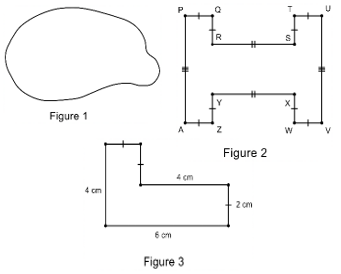 P Q T U
R S
Figure 1
Y X
A Z W V
Figure 2
4 cm
4 cm
2 cm
6 cm
Figure 3